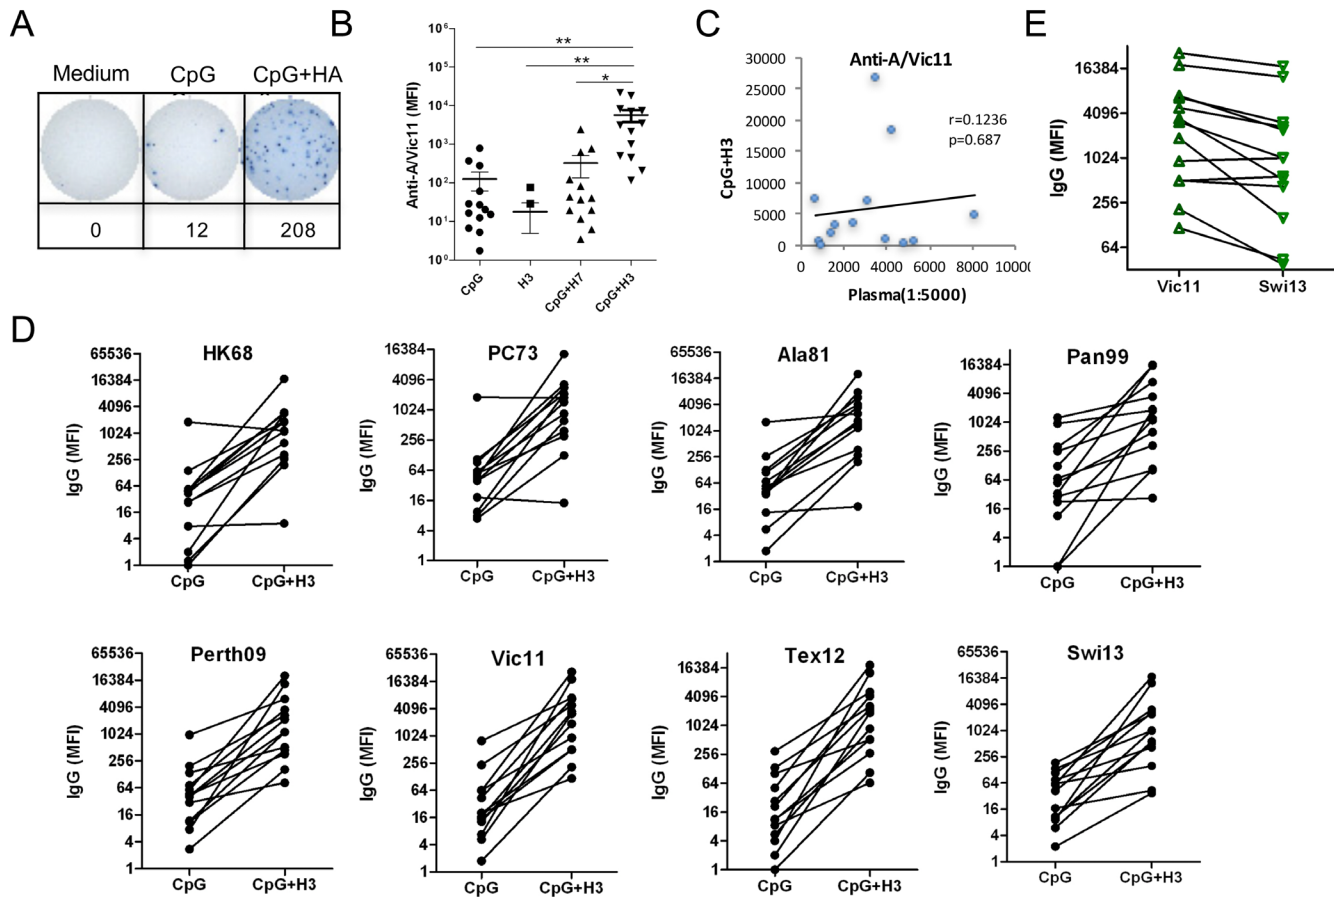 A
Medium CpG CpG+HA
0 12 208
B
Anti-A/Vic11 (MFI)
10^6
10^5
10^4
10^3
10^2
10^1
10^0
**
**
*
CpG H3 CpG+H7 CpG+H3
C
Anti-A/Vic11
CpG+H3
30000
25000
20000
15000
10000
5000
0
r=0.1236
p=0.687
0 2000 4000 6000 8000
Plasma(1:5000)
E
IgG (MFI)
16384
4096
1024
256
64
Vic11 Swi13
D
HK68
IgG (MFI)
65536
16384
4096
1024
256
64
16
4
1
CpG CpG+H3
PC73
IgG (MFI)
16384
4096
1024
256
64
16
4
1
CpG CpG+H3
Ala81
IgG (MFI)
65536
16384
4096
1024
256
64
16
4
1
CpG CpG+H3
Pan99
IgG (MFI)
16384
4096
1024
256
64
16
4
1
CpG CpG+H3
Perth09
IgG (MFI)
65536
16384
4096
1024
256
64
16
4
1
CpG CpG+H3
Vic11
IgG (MFI)
65536
16384
4096
1024
256
64
16
4
1
CpG CpG+H3
Tex12
IgG (MFI)
16384
4096
1024
256
64
16
4
1
CpG CpG+H3
Swi13
IgG (MFI)
65536
16384
4096
1024
256
64
16
4
1
CpG CpG+H3